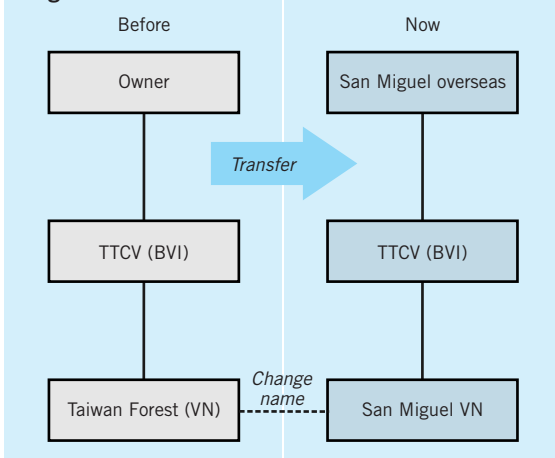 Before
Now
Owner
San Miguel overseas
Transfer
TTCV (BVI)
TTCV (BVI)
Change
name
Taiwan Forest (VN)
San Miguel VN